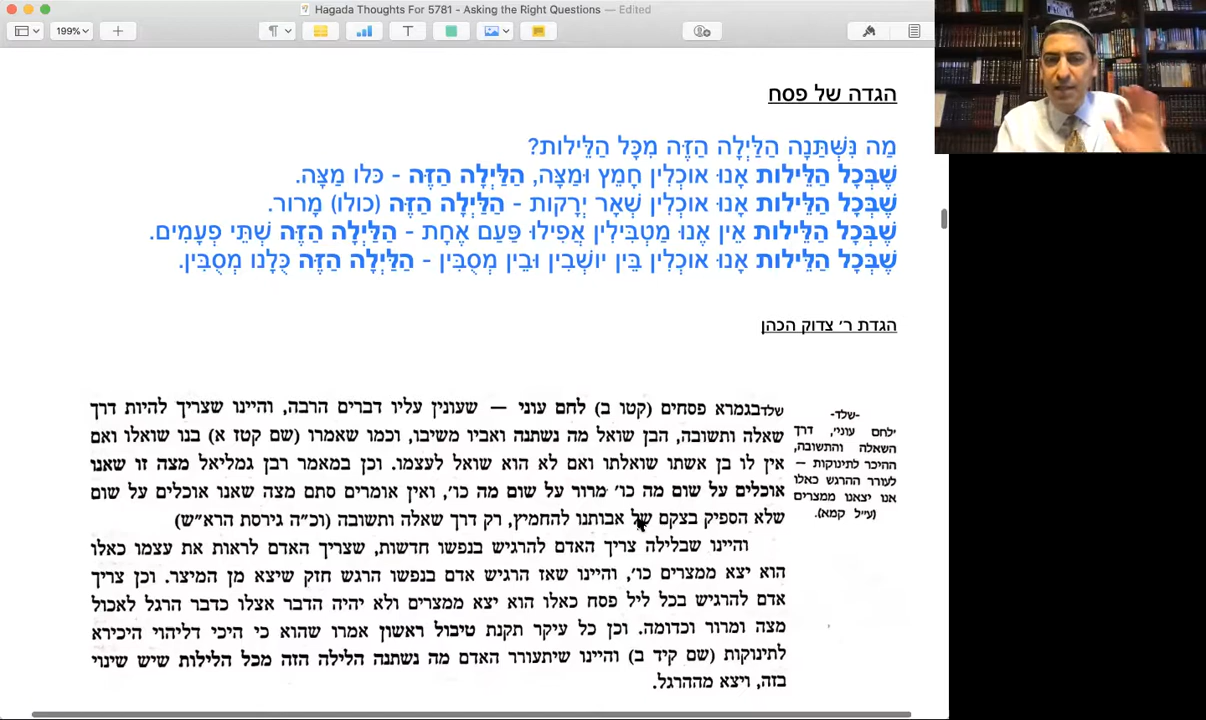 Hagada Thoughts For 5781 - Asking the Right Questions — Edited
199%
הגדה של פסח
מַה נִּשְׁתַּנָה הַלַּיְלָה הַזֶּה מִכָּל הַלֵּילוֹת?
שֶׁבְּכָל הַלֵּילוֹת אָנוּ אוֹכְלִין חָמֵץ וּמַצָּה, הַלַּיְלָה הַזֶּה - כּלוֹ מַצָּה.
שֶׁבְּכָל הַלֵּילוֹת אָנוּ אוֹכְלִין שְׁאָר יְרָקוֹת - הַלַּיְלָה הַזֶּה (כולו) מָרוֹר.
שֶׁבְּכָל הַלֵּילוֹת אֵין אֶנוּ מַטְבִּילִין אֲפִילוּ פַּעַם אֶחָת - הַלַּיְלָה הַזֶּה שְׁתֵּי פְעָמִים.
שֶׁבְּכָל הַלֵּילוֹת אָנוּ אוֹכְלִין בֵּין יוֹשְׁבִין וּבֵין מְסֻבִּין - הַלַּיְלָה הַזֶּה כֻּלָנו מְסֻבִּין.
הגדת ר׳ צדוק הכהן
-שלד-
׳לחם עוני׳, דרך
השאלה והתשובה,
ההיכר לתינוקות —
לעורר ההרגש כאלו
אנו יצאנו ממצרים
(עי״ל קמא).
שלד בגמרא פסחים (קטו ב) לחם עוני — שעונין עליו דברים הרבה, והיינו שצריך להיות דרך
שאלה ותשובה, הבן שואל מה נשתנה ואביו משיבו, וכמו שאמרו (שם קטז א) בנו שואלו ואם
אין לו בן אשתו שואלתו ואם לא הוא שואל לעצמו. וכן במאמר רבן גמליאל מצה זו שאנו
אוכלים על שום מה כו׳ מרור על שום מה כו׳, ואין אומרים סתם מצה שאנו אוכלים על שום
שלא הספיק בצקם של אבותנו להחמיץ, רק דרך שאלה ותשובה (וכ״ה גירסת הרא״ש)
והיינו שבלילה צריך האדם להרגיש בנפשו חדשות, שצריך האדם לראות את עצמו כאלו
הוא יצא ממצרים כו׳, והיינו שאז הרגיש אדם בנפשו הרגש חזק שיצא מן המיצר. וכן צריך
אדם להרגיש בכל ליל פסח כאלו הוא יצא ממצרים ולא יהיה הדבר אצלו כדבר הרגל לאכול
מצה ומרור וכדומה. וכן כל עיקר תקנת טיבול ראשון אמרו שהוא כי היכי דליהוי היכירא
לתינוקות (שם קיד ב) והיינו שיתעורר האדם מה נשתנה הלילה הזה מכל הלילות שיש שינוי
בזה, ויצא מההרגל.